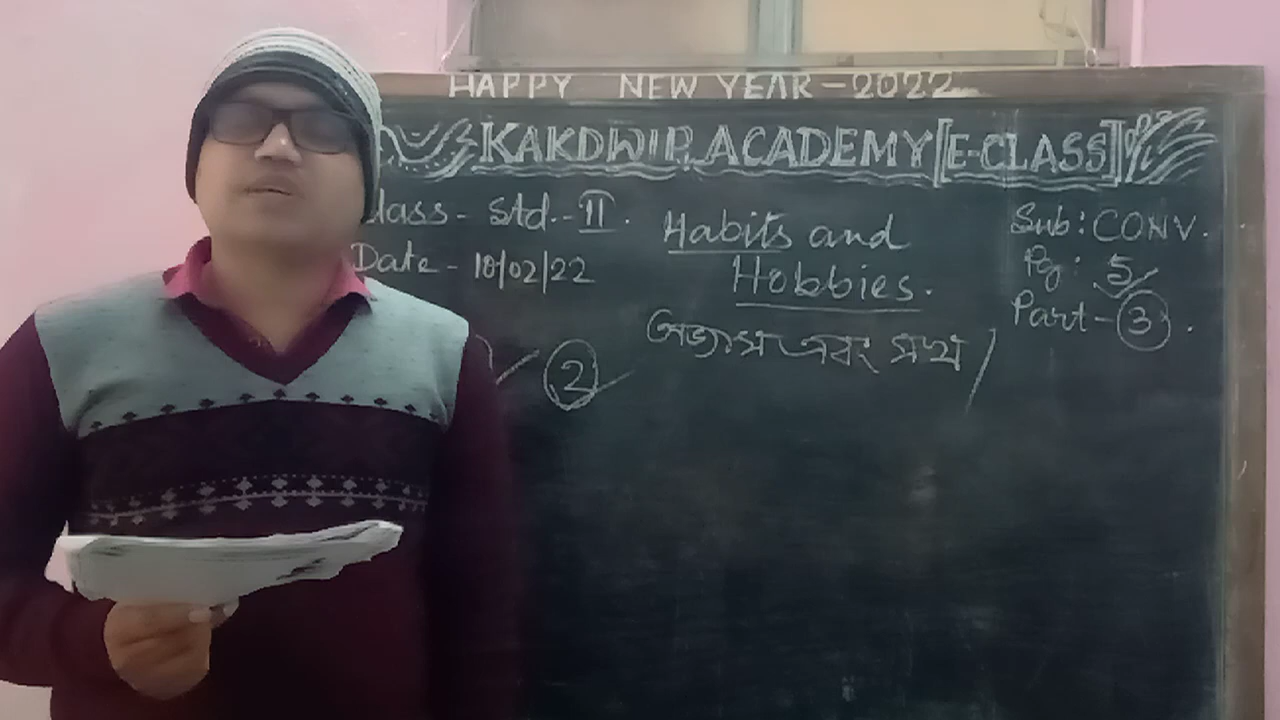 HAPPY NEW YEAR-2022
KAKDWIP ACADEMY [E-CLASS]
Class - Std.- II.
Date - 10/02/22
Habits and
Hobbies.
অভ্যাস এবং সখ
Sub: CONV.
Pg: 5
Part-3.
2